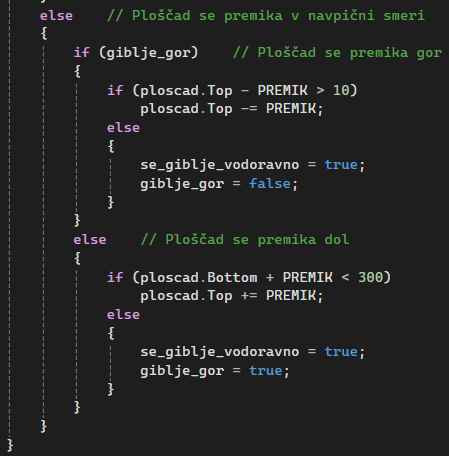 else    // Ploščad se premika v navpični smeri
{
if (giblje_gor)    // Ploščad se premika gor
{
if (ploscad.Top - PREMIK > 10)
ploscad.Top -= PREMIK;
else
{
se_giblje_vodoravno = true;
giblje_gor = false;
}
}
else    // Ploščad se premika dol
{
if (ploscad.Bottom + PREMIK < 300)
ploscad.Top += PREMIK;
else
{
se_giblje_vodoravno = true;
giblje_gor = true;
}
}
}
}